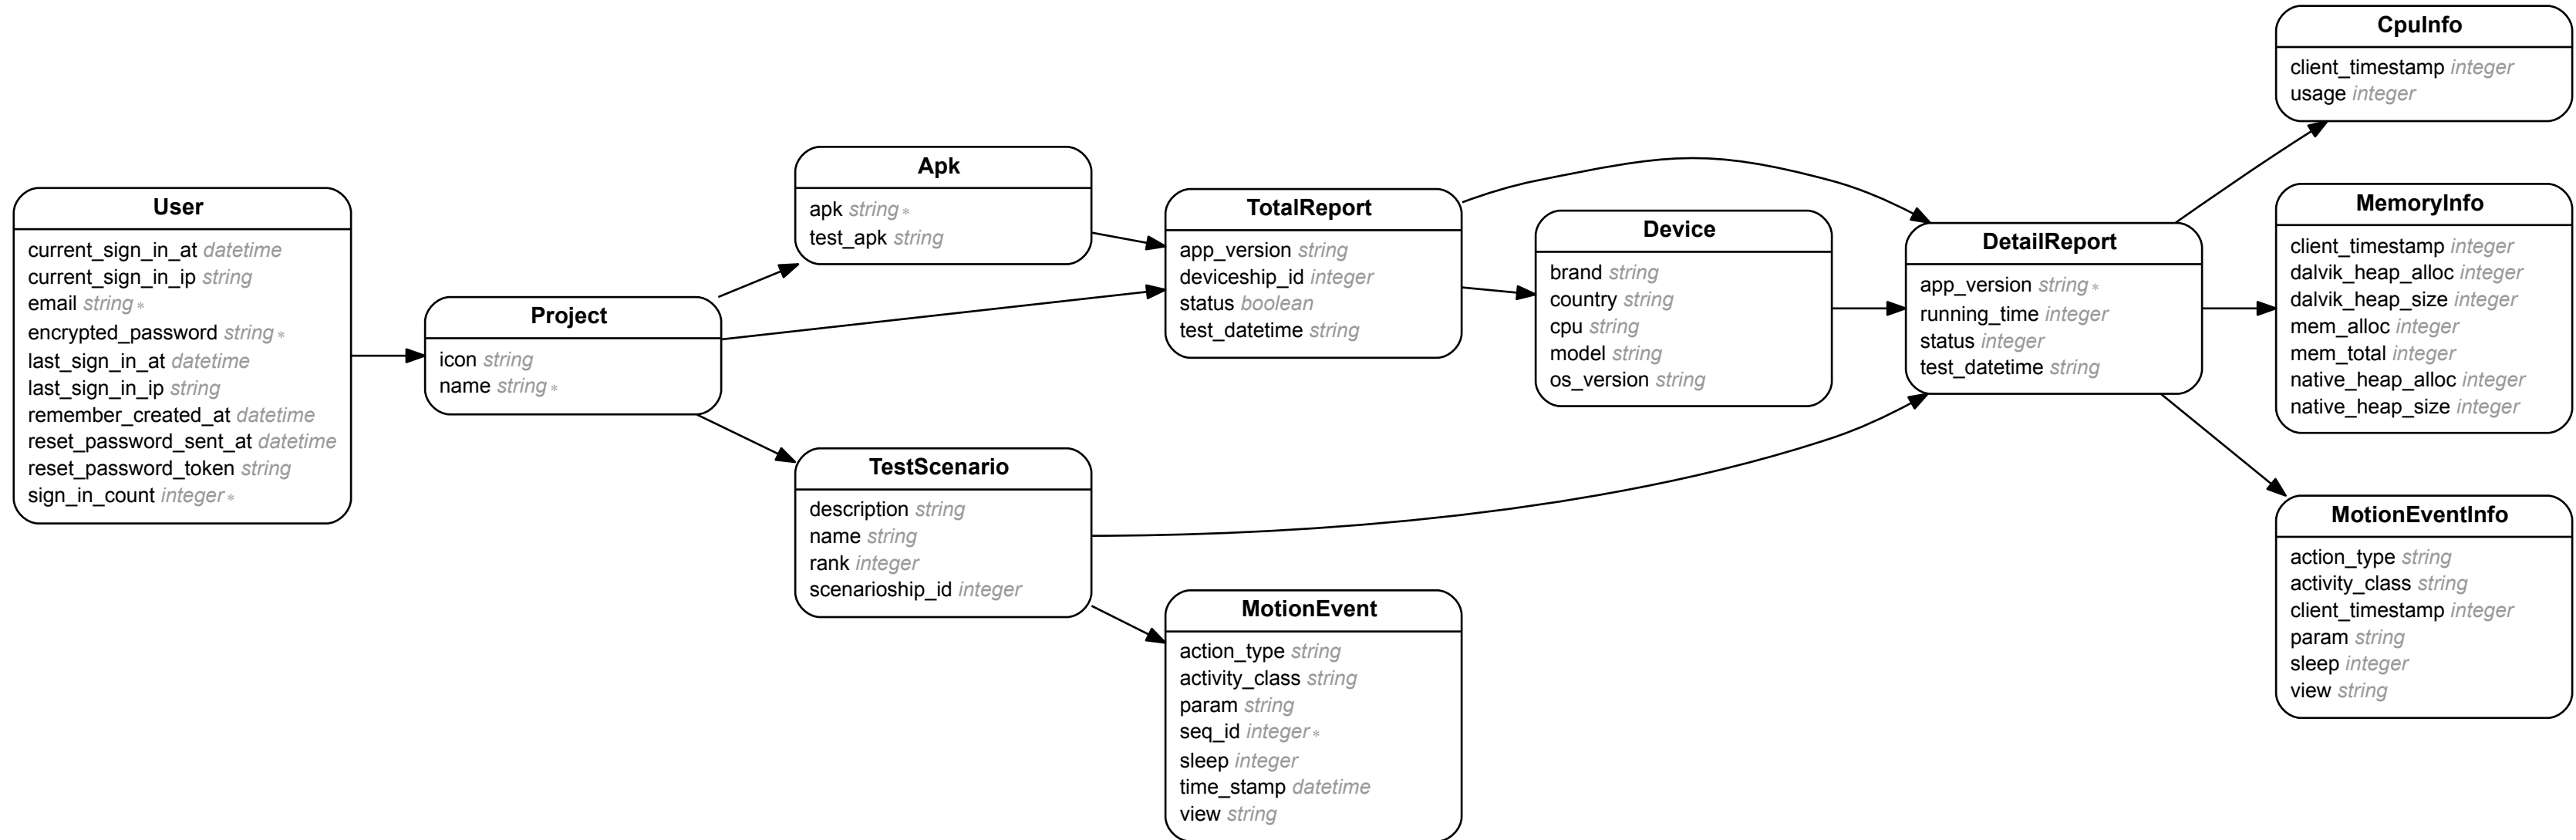 User
current_sign_in_at datetime
current_sign_in_ip string
email string *
encrypted_password string *
last_sign_in_at datetime
last_sign_in_ip string
remember_created_at datetime
reset_password_sent_at datetime
reset_password_token string
sign_in_count integer *
Project
icon string
name string *
Apk
apk string *
test_apk string
TestScenario
description string
name string
rank integer
scenarioship_id integer
TotalReport
app_version string
deviceship_id integer
status boolean
test_datetime string
MotionEvent
action_type string
activity_class string
param string
seq_id integer *
sleep integer
time_stamp datetime
view string
Device
brand string
country string
cpu string
model string
os_version string
DetailReport
app_version string *
running_time integer
status integer
test_datetime string
CpuInfo
client_timestamp integer
usage integer
MemoryInfo
client_timestamp integer
dalvik_heap_alloc integer
dalvik_heap_size integer
mem_alloc integer
mem_total integer
native_heap_alloc integer
native_heap_size integer
MotionEventInfo
action_type string
activity_class string
client_timestamp integer
param string
sleep integer
view string